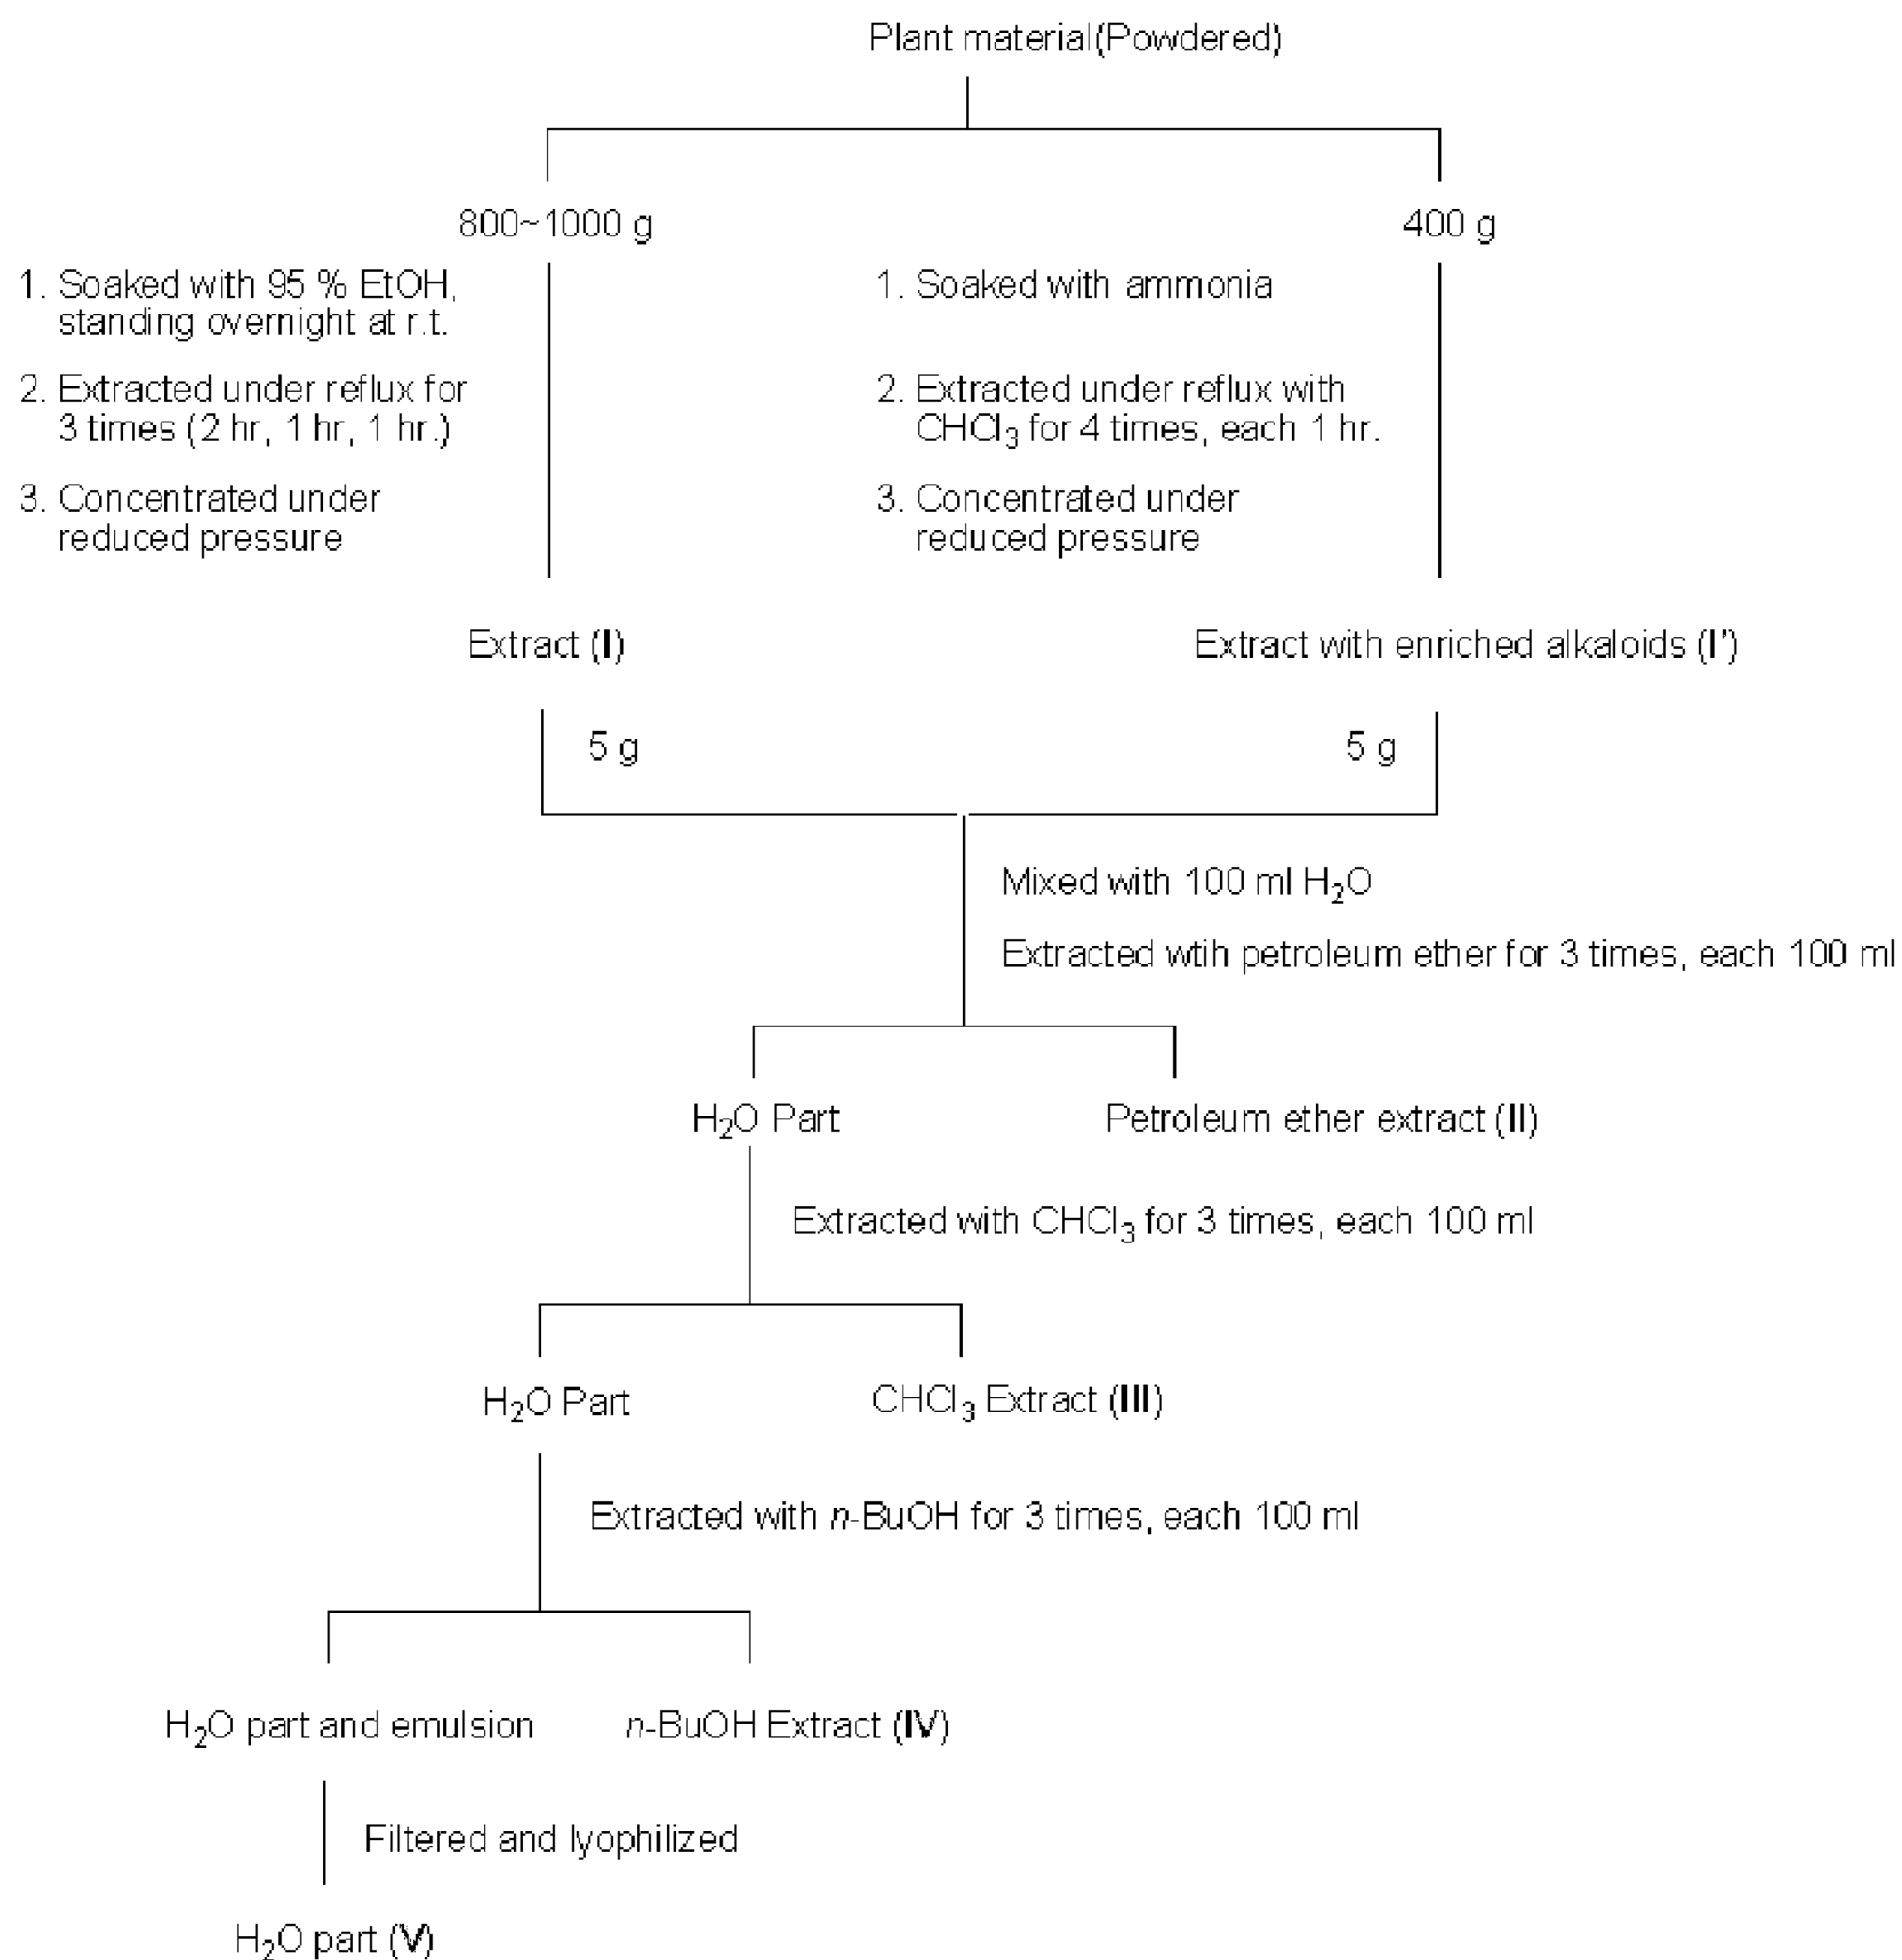 Plant material(Powdered)
800~1000 g
400 g
1. Soaked with 95 % EtOH,
standing overnight at r.t.
2. Extracted under reflux for
3 times (2 hr, 1 hr, 1 hr.)
3. Concentrated under
reduced pressure
1. Soaked with ammonia
2. Extracted under reflux with
CHCl₃ for 4 times, each 1 hr.
3. Concentrated under
reduced pressure
Extract (I)
Extract with enriched alkaloids (I')
5 g
5 g
Mixed with 100 ml H₂O
Extracted wtih petroleum ether for 3 times, each 100 ml
H₂O Part
Petroleum ether extract (II)
Extracted with CHCl₃ for 3 times, each 100 ml
H₂O Part
CHCl₃ Extract (III)
Extracted with n-BuOH for 3 times, each 100 ml
H₂O part and emulsion
n-BuOH Extract (IV)
Filtered and lyophilized
H₂O part (V)